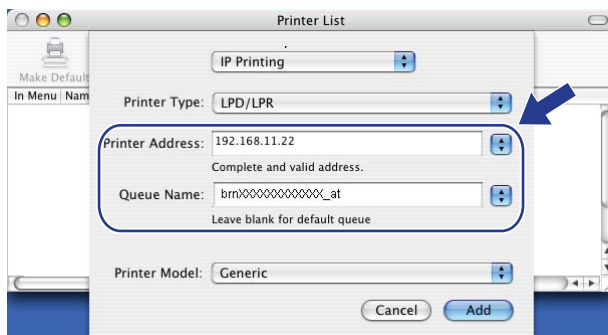 Printer List
IP Printing
Make Default
In Menu Nam
Printer Type: LPD/LPR
Printer Address: 192.168.11.22
Complete and valid address.
Queue Name: brnXXXXXXXXXXXX_at
Leave blank for default queue
Printer Model: Generic
Cancel Add